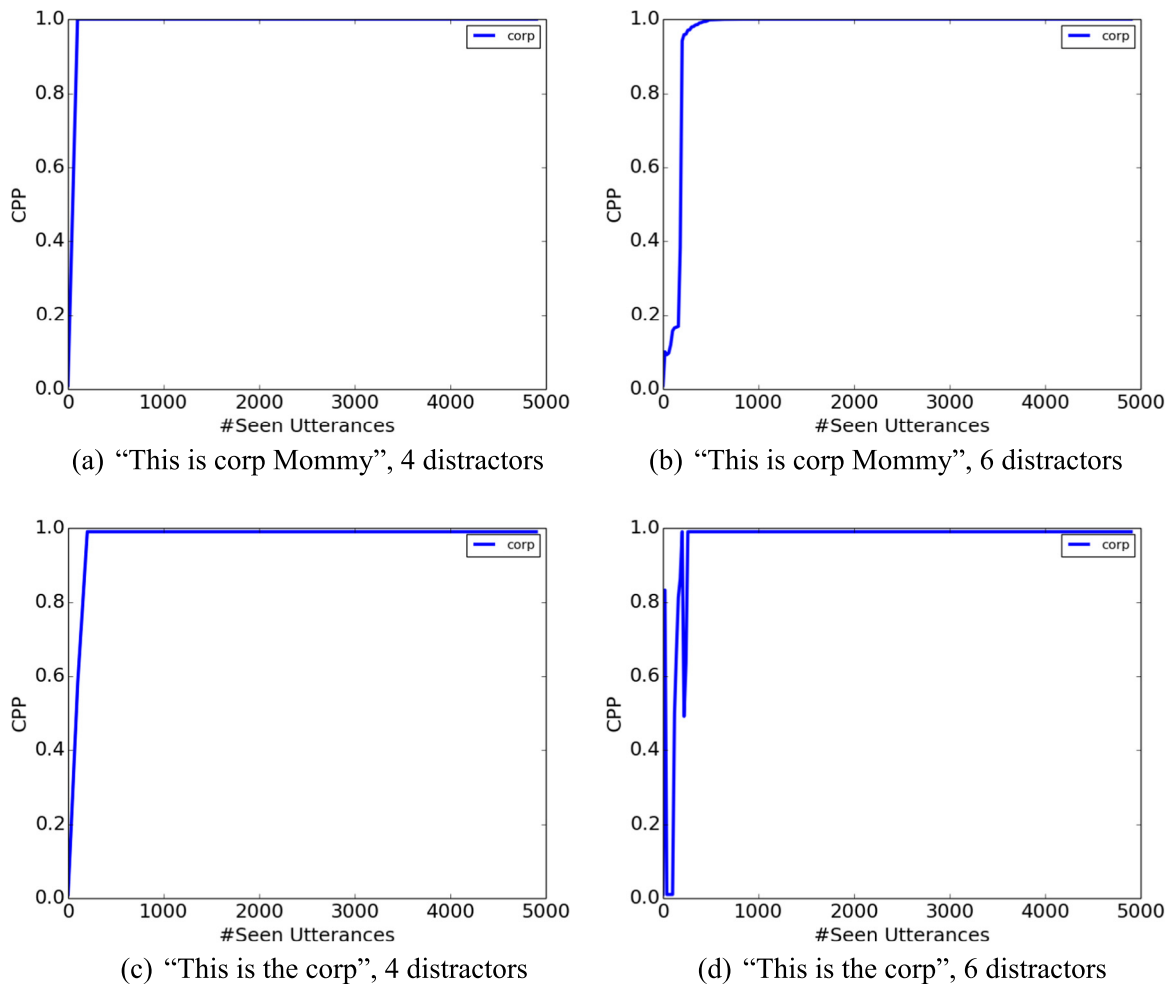 1.0
0.8
0.6
0.4
0.2
0.0
CPP
corp
0 1000 2000 3000 4000 5000
#Seen Utterances
(a) “This is corp Mommy”, 4 distractors
1.0
0.8
0.6
0.4
0.2
0.0
CPP
corp
0 1000 2000 3000 4000 5000
#Seen Utterances
(b) “This is corp Mommy”, 6 distractors
1.0
0.8
0.6
0.4
0.2
0.0
CPP
corp
0 1000 2000 3000 4000 5000
#Seen Utterances
(c) “This is the corp”, 4 distractors
1.0
0.8
0.6
0.4
0.2
0.0
CPP
corp
0 1000 2000 3000 4000 5000
#Seen Utterances
(d) “This is the corp”, 6 distractors